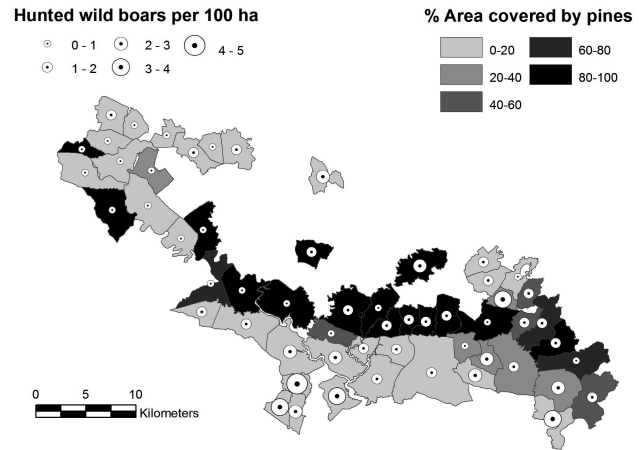 Hunted wild boars per 100 ha
0 - 1
2 - 3
4 - 5
1 - 2
3 - 4
% Area covered by pines
0-20
60-80
20-40
80-100
40-60
0
5
10
Kilometers